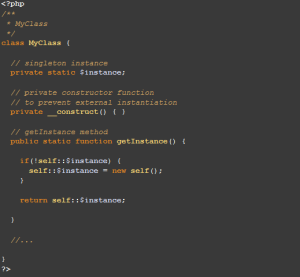 <?php
/**
 * MyClass
 */
class MyClass {
// singleton instance
private static $instance;
// private constructor function
// to prevent external instantiation
private __construct() { }
// getInstance method
public static function getInstance() {
if(!self::$instance) {
self::$instance = new self();
}
return self::$instance;
}
//...
}
?>